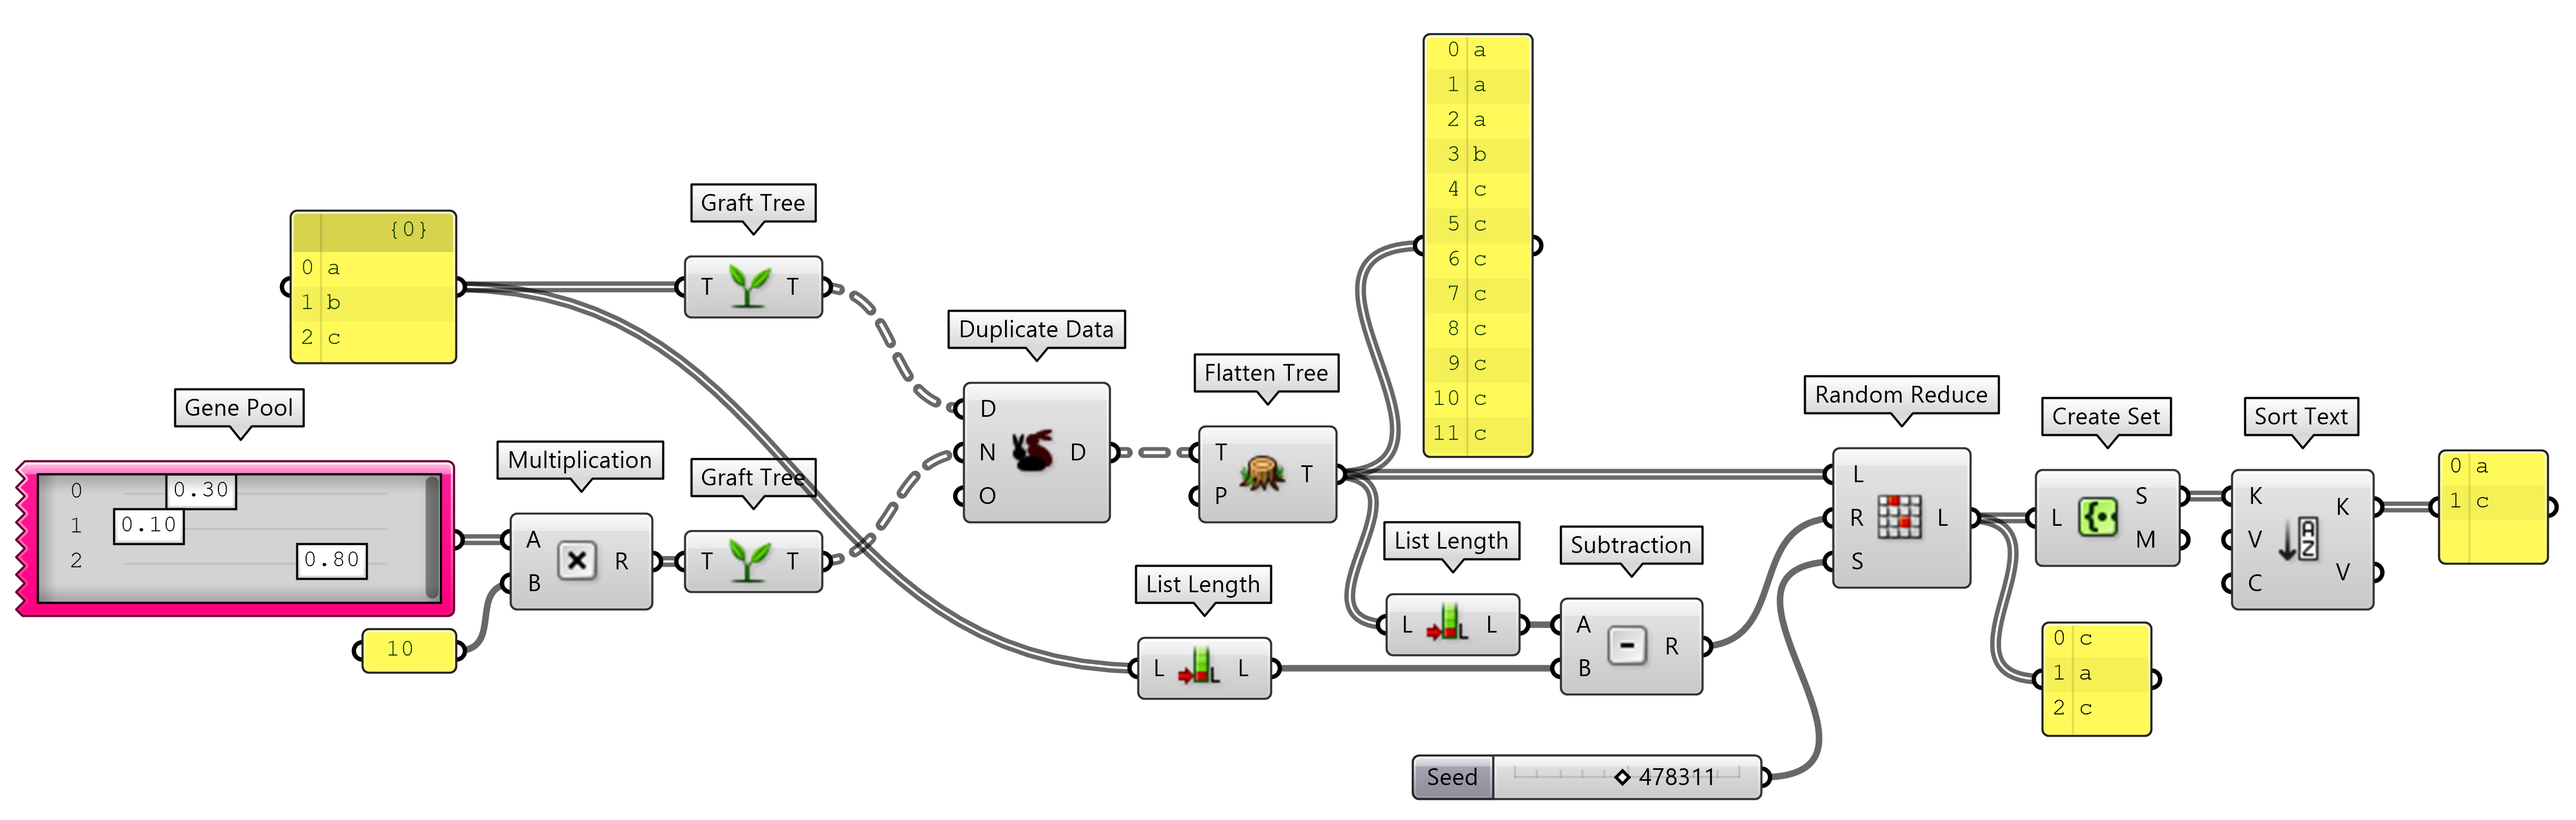 {0}
0 a
1 b
2 c
Graft Tree
T T
Gene Pool
0 0.30
1 0.10
2 0.80
10
Multiplication
A
B
R
Graft Tree
T T
Duplicate Data
D
N
O
D
Flatten Tree
T
P
T
0 a
1 a
2 a
3 b
4 c
5 c
6 c
7 c
8 c
9 c
10 c
11 c
List Length
L L
List Length
L L
Subtraction
A
B
R
Seed 478311
Random Reduce
L
R
S
L
Create Set
L
S
M
0 c
1 a
2 c
Sort Text
K
V
C
K
V
0 a
1 c